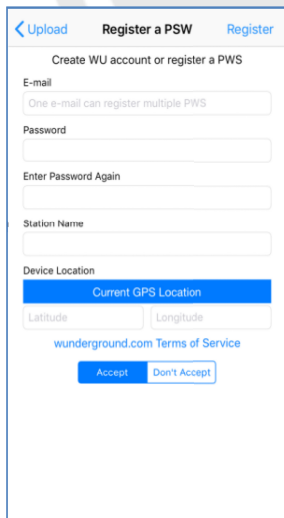 Upload Register a PSW Register
Create WU account or register a PWS
E-mail
One e-mail can register multiple PWS
Password
Enter Password Again
Station Name
Device Location
Current GPS Location
Latitude Longitude
wunderground.com Terms of Service
Accept Don't Accept